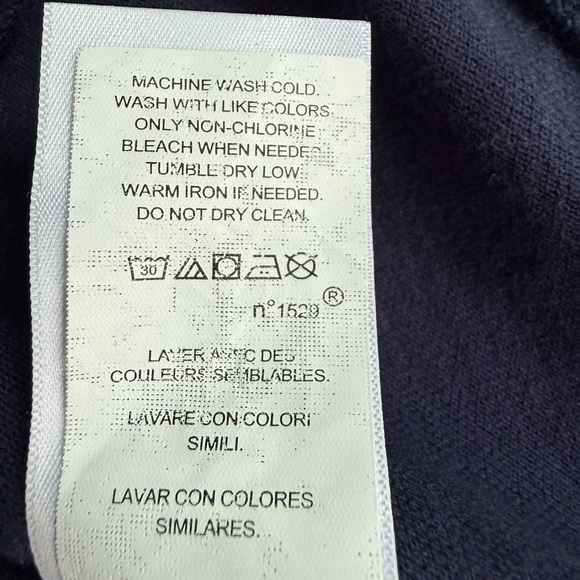 MACHINE WASH COLD.
WASH WITH LIKE COLORS
ONLY NON-CHLORINE
BLEACH WHEN NEEDED
TUMBLE DRY LOW
WARM IRON IF NEEDED.
DO NOT DRY CLEAN.
30
n°1529 ®
LAVER AVEC DES
COULEURS SEMBLABLES.
LAVARE CON COLORI
SIMILI.
LAVAR CON COLORES
SIMILARES.